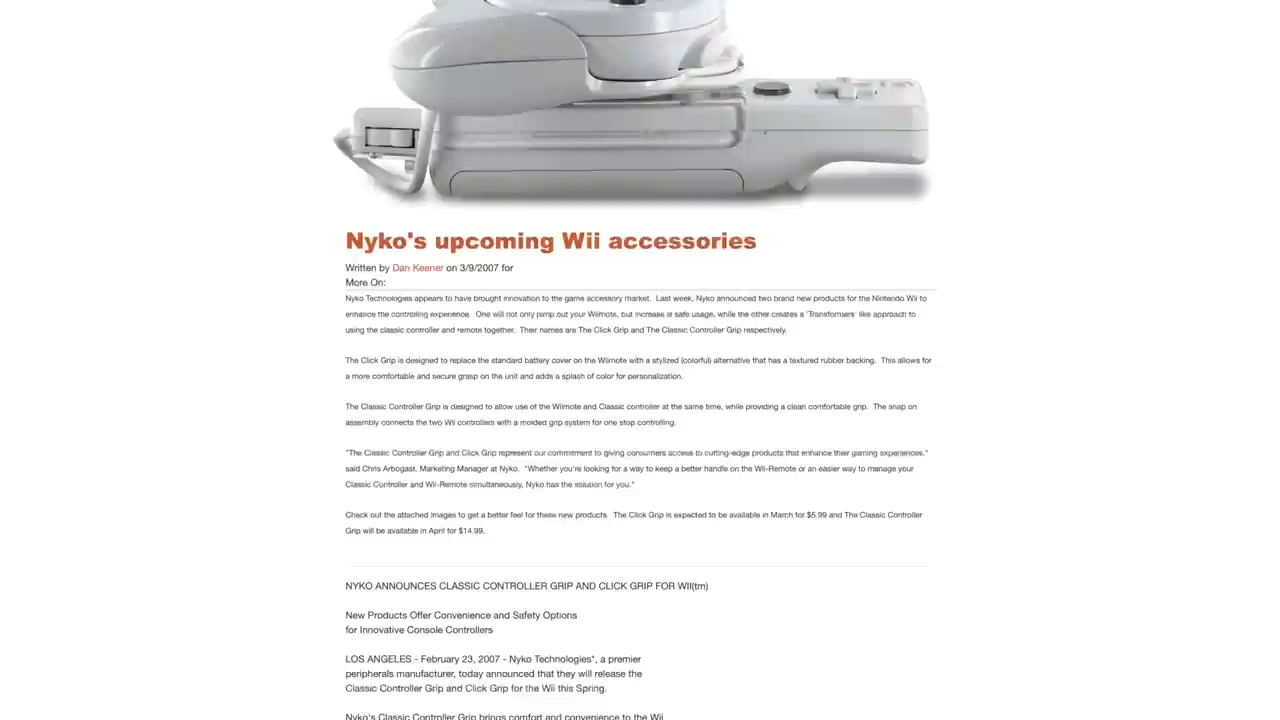 Nyko's upcoming Wii accessories
Written by Dan Keener on 3/9/2007 for
More On:
Nyko Technologies appears to have brought innovation to the game accessory market.  Last week, Nyko announced two brand new products for the Nintendo Wii to
enhance the controlling experience.  One will not only pimp out your Wiimote, but increase is safe usage, while the other creates a 'Transformers' like approach to
using the classic controller and remote together.  Their names are The Click Grip and The Classic Controller Grip respectively.
The Click Grip is designed to replace the standard battery cover on the Wiimote with a stylized (colorful) alternative that has a textured rubber backing.  This allows for
a more comfortable and secure grasp on the unit and adds a splash of color for personalization.
The Classic Controller Grip is designed to allow use of the Wiimote and Classic controller at the same time, while providing a clean comfortable grip.  The snap on
assembly connects the two Wii controllers with a molded grip system for one stop controlling.
"The Classic Controller Grip and Click Grip represent our commitment to giving consumers access to cutting-edge products that enhance their gaming experiences,"
said Chris Arbogast, Marketing Manager at Nyko.  "Whether you're looking for a way to keep a better handle on the Wii-Remote or an easier way to manage your
Classic Controller and Wii-Remote simultaneously, Nyko has the solution for you."
Check out the attached images to get a better feel for these new products.  The Click Grip is expected to be available in March for $5.99 and The Classic Controller
Grip will be available in April for $14.99.
NYKO ANNOUNCES CLASSIC CONTROLLER GRIP AND CLICK GRIP FOR WII(tm)
New Products Offer Convenience and Safety Options
for Innovative Console Controllers
LOS ANGELES - February 23, 2007 - Nyko Technologies", a premier
peripherals manufacturer, today announced that they will release the
Classic Controller Grip and Click Grip for the Wii this Spring.
Nyko's Classic Controller Grip brings comfort and convenience to the Wii